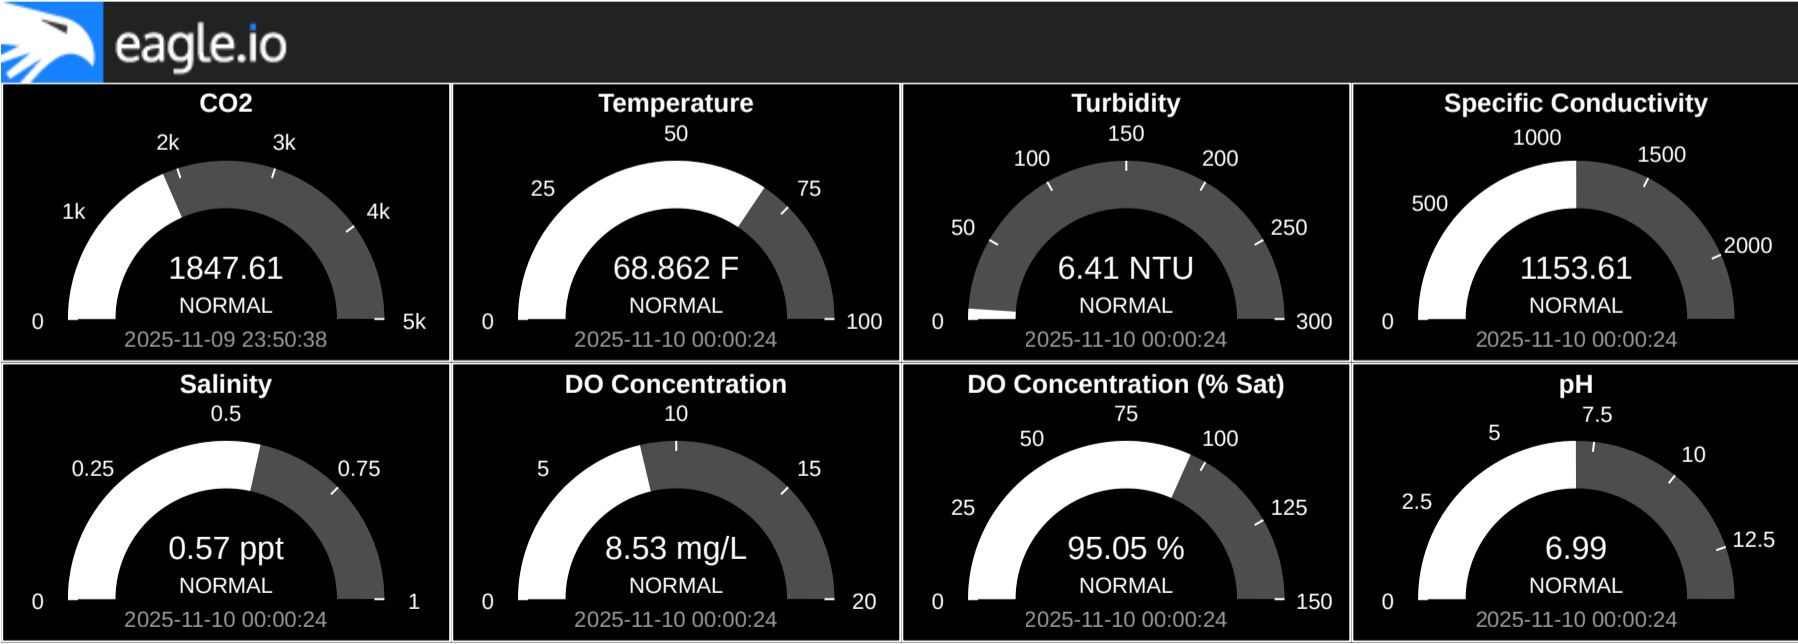 eagle.io
CO2
2k
3k
1k
4k
1847.61
NORMAL
0
5k
2025-11-09 23:50:38
Temperature
50
25
75
68.862 F
NORMAL
0
100
2025-11-10 00:00:24
Turbidity
150
100
200
50
250
6.41 NTU
NORMAL
0
300
2025-11-10 00:00:24
Specific Conductivity
1000
1500
500
2000
1153.61
NORMAL
0
2025-11-10 00:00:24
Salinity
0.5
0.25
0.75
0.57 ppt
NORMAL
0
1
2025-11-10 00:00:24
DO Concentration
10
5
15
8.53 mg/L
NORMAL
0
20
2025-11-10 00:00:24
DO Concentration (% Sat)
75
50
100
25
125
95.05 %
NORMAL
0
150
2025-11-10 00:00:24
pH
7.5
5
10
2.5
12.5
6.99
NORMAL
0
2025-11-10 00:00:24